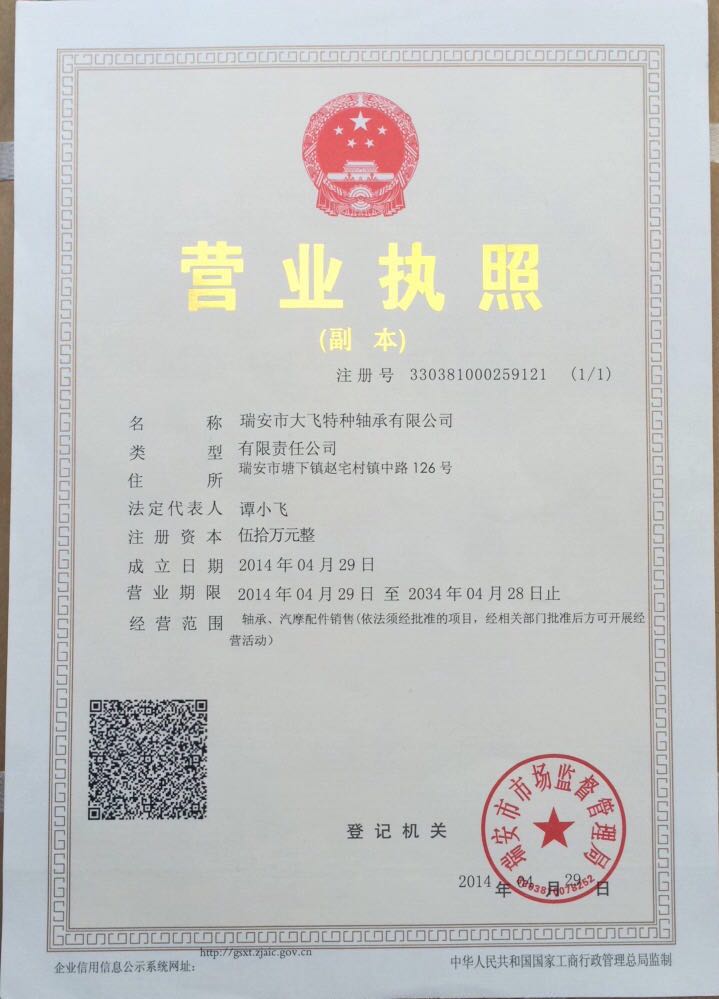 营业执照
(副 本)
注册号 330381000259121 (1/1)
名 称 瑞安市大飞特种轴承有限公司
类 型 有限责任公司
住 所 瑞安市塘下镇赵宅村镇中路126号
法定代表人 谭小飞
注册资本 伍拾万元整
成立日期 2014年04月29日
营业期限 2014年04月29日 至 2034年04月28日止
经营范围 轴承、汽摩配件销售(依法须经批准的项目，经相关部门批准后方可开展经
营活动)
瑞安市市场监督管理局
登记机关
2014年04月29日
http://gsxt.zjaic.gov.cn
企业信用信息公示系统网址:
中华人民共和国国家工商行政管理总局监制